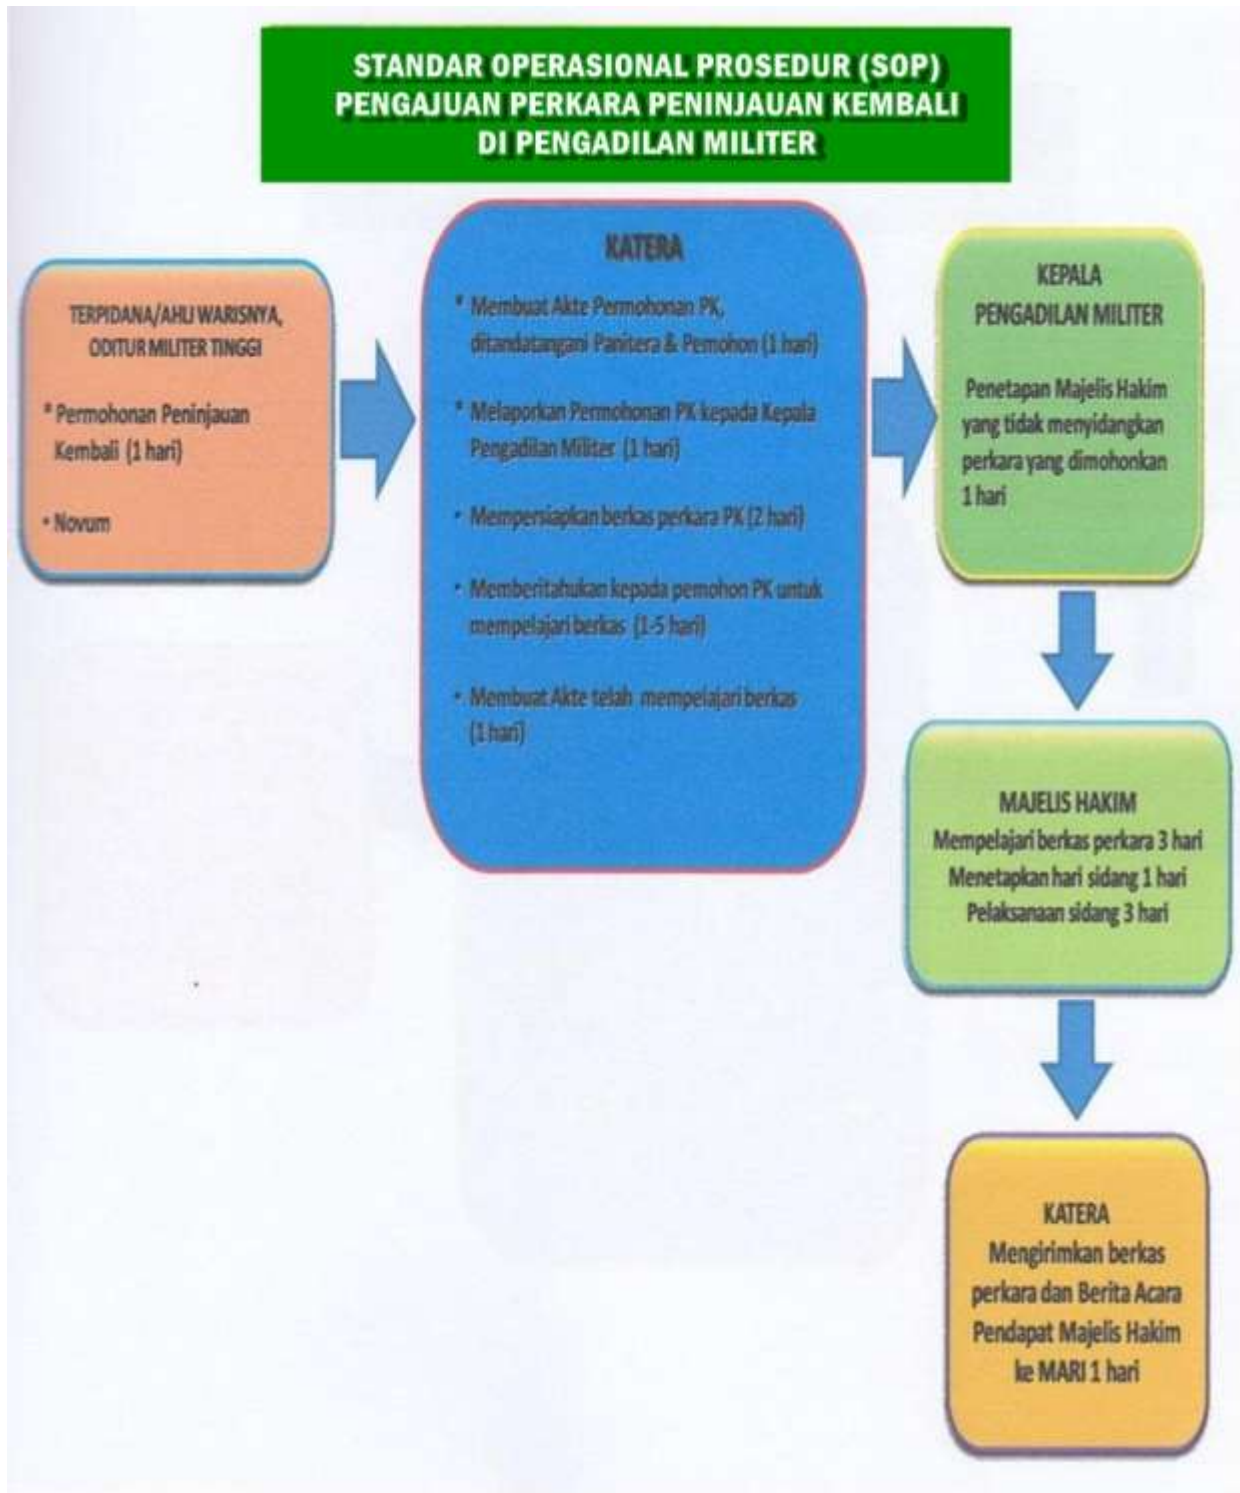 STANDAR OPERASIONAL PROSEDUR (SOP)
PENGAJUAN PERKARA PENINJAUAN KEMBALI
DI PENGADILAN MILITER
TERPIDANA/AHLI WARISNYA,
ODITUR MILITER TINGGI
* Permohonan Peninjauan
Kembali (1 hari)
• Novum
KATERA
* Membuat Akte Permohonan PK,
ditandatangani Panitera & Pemohon (1 hari)
* Melaporkan Permohonan PK kepada Kepala
Pengadilan Militer (1 hari)
• Mempersiapkan berkas perkara PK (2 hari)
• Memberitahukan kepada pemohon PK untuk
mempelajari berkas (1-5 hari)
• Membuat Akte telah mempelajari berkas
(1 hari)
KEPALA
PENGADILAN MILITER
Penetapan Majelis Hakim
yang tidak menyidangkan
perkara yang dimohonkan
1 hari
MAJELIS HAKIM
Mempelajari berkas perkara 3 hari
Menetapkan hari sidang 1 hari
Pelaksanaan sidang 3 hari
KATERA
Mengirimkan berkas
perkara dan Berita Acara
Pendapat Majelis Hakim
ke MARI 1 hari